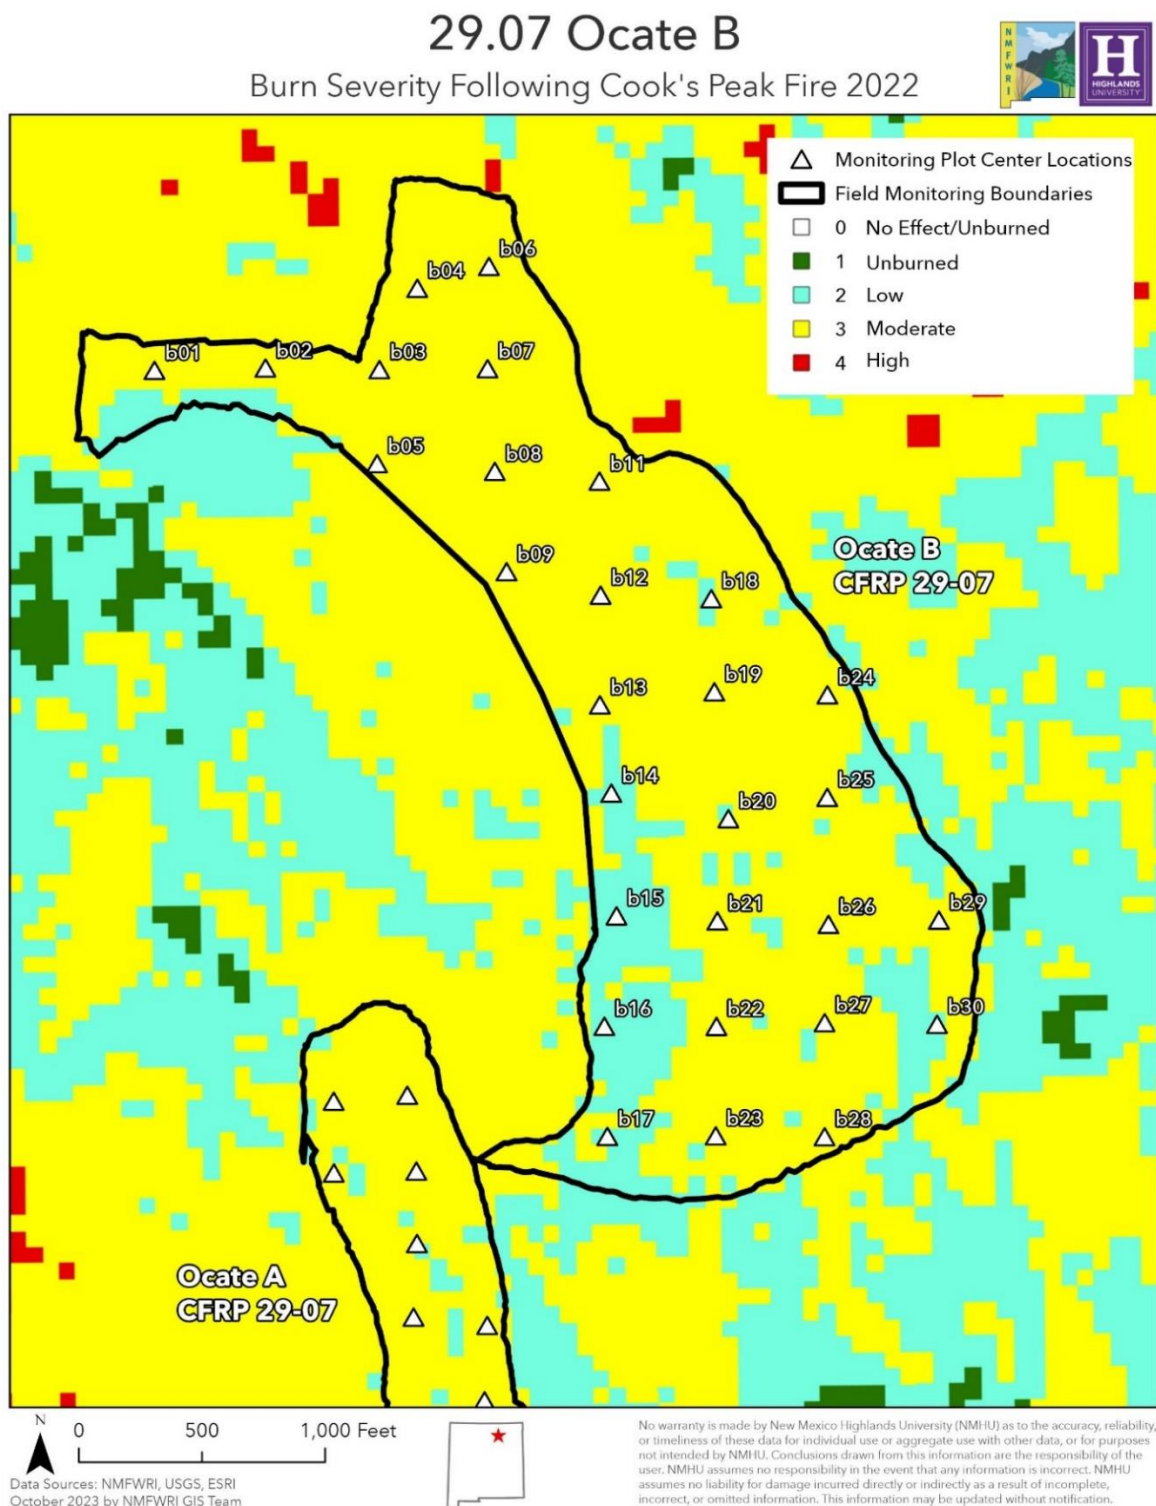 29.07 Ocate B
Burn Severity Following Cook's Peak Fire 2022
NMFWRI
H
HIGHLANDS
UNIVERSITY
Monitoring Plot Center Locations
Field Monitoring Boundaries
0 No Effect/Unburned
1 Unburned
2 Low
3 Moderate
4 High
b06
b04
b01
b02
b03
b07
b05
b08
b11
b09
b12
b18
Ocate B
CFRP 29-07
b13
b19
b24
b14
b20
b25
b15
b21
b26
b29
b16
b22
b27
b30
b17
b23
b28
Ocate A
CFRP 29-07
N
0 500 1,000 Feet
Data Sources: NMFWRI, USGS, ESRI
October 2023 by NMFWRI GIS Team
No warranty is made by New Mexico Highlands University (NMHU) as to the accuracy, reliability,
or timeliness of these data for individual use or aggregate use with other data, or for purposes
not intended by NMHU. Conclusions drawn from this information are the responsibility of the
user. NMHU assumes no responsibility in the event that any information is incorrect. NMHU
assumes no liability for damage incurred directly or indirectly as a result of incomplete,
incorrect, or omitted information. This information may be updated without notification.